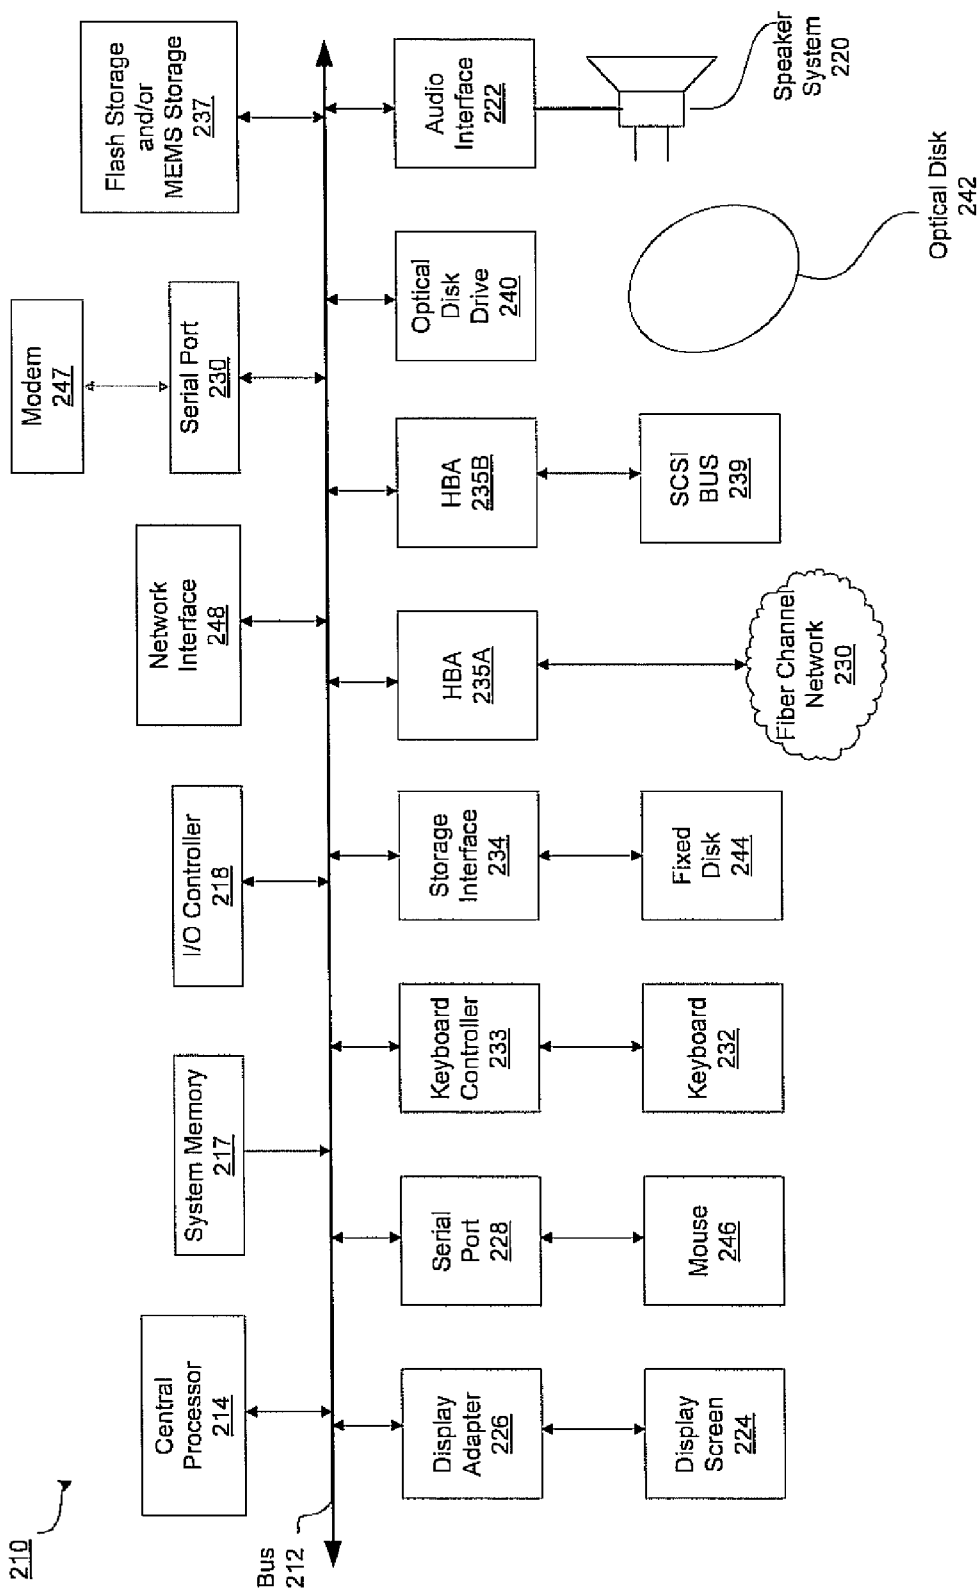 210
Modem
247
Flash Storage
and/or
MEMS Storage
237
Central
Processor
214
System Memory
217
I/O Controller
218
Network
Interface
248
Serial Port
230
Bus
212
Display
Adapter
226
Serial
Port
228
Keyboard
Controller
233
Storage
Interface
234
HBA
235A
HBA
235B
Optical
Disk
Drive
240
Audio
Interface
222
Display
Screen
224
Mouse
246
Keyboard
232
Fixed
Disk
244
Fiber Channel
Network
230
SCSI
BUS
239
Optical Disk
242
Speaker
System
220